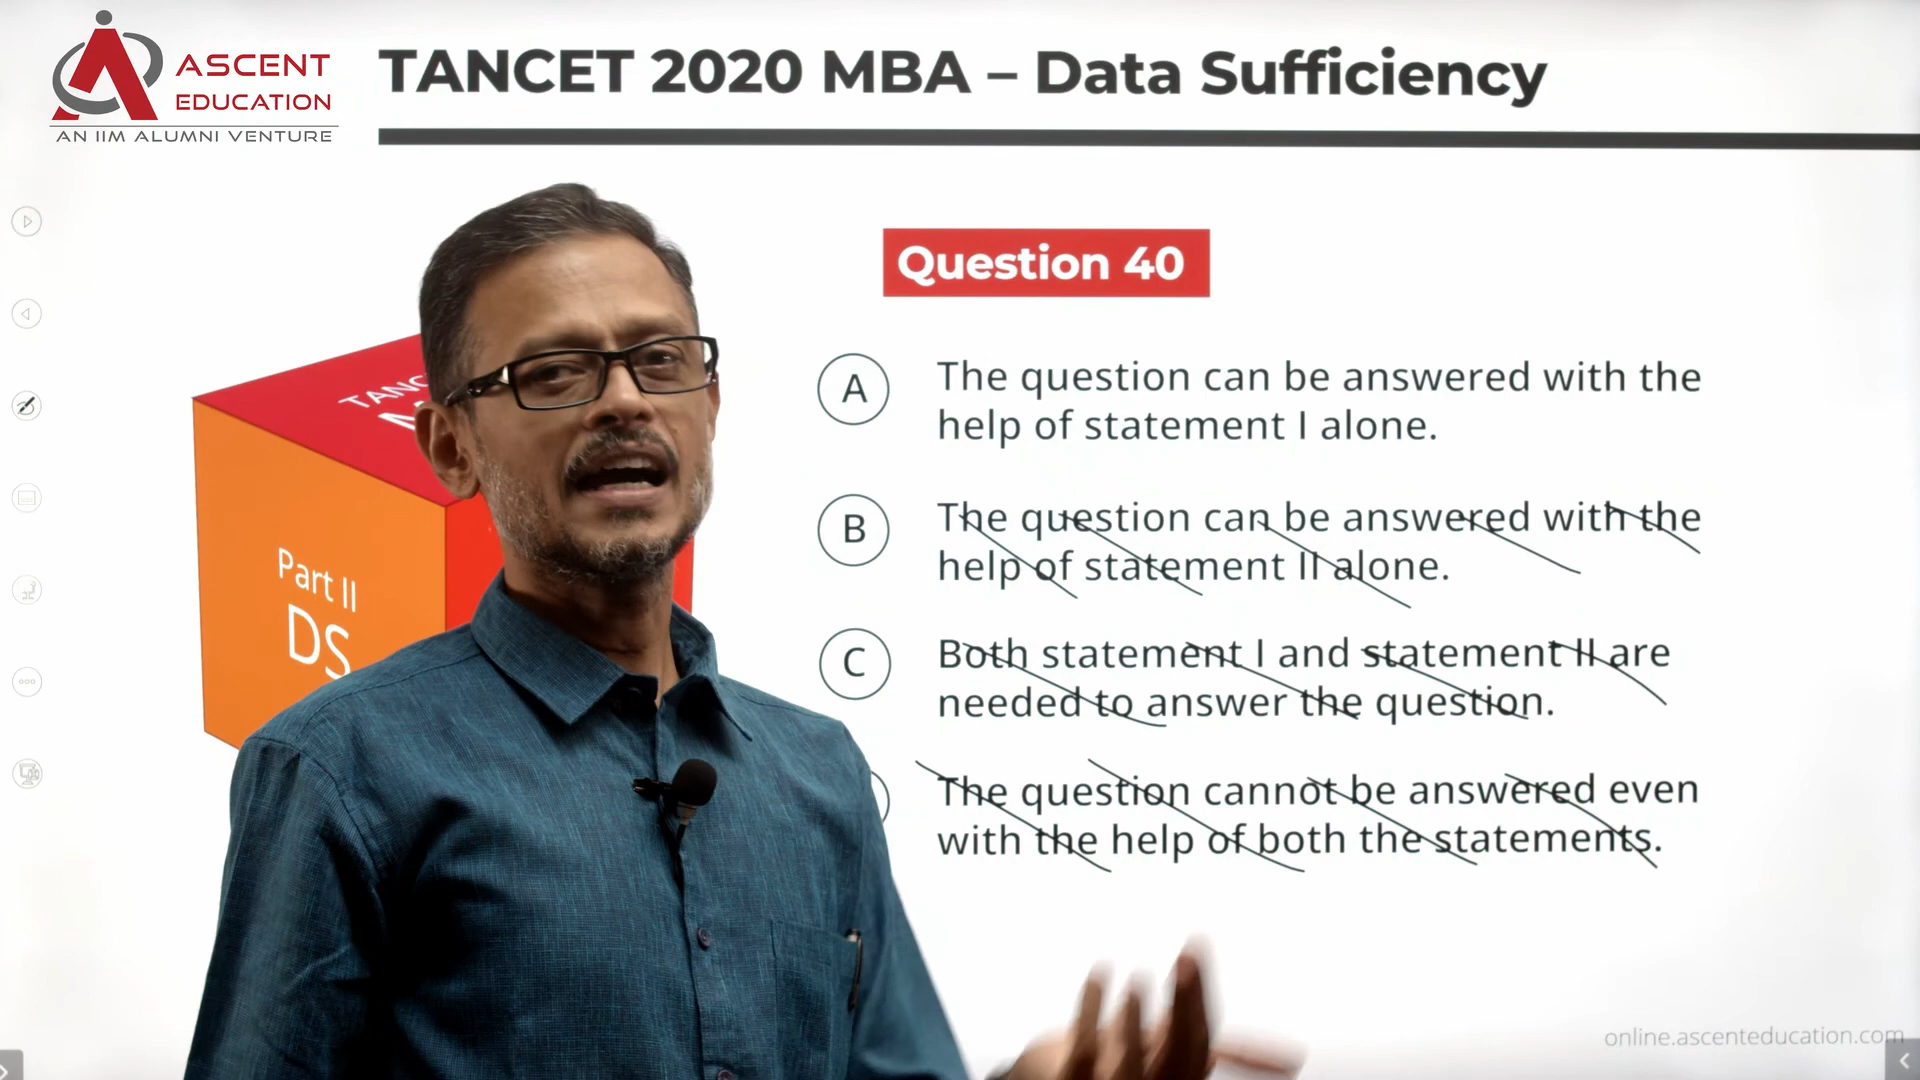 ASCENT
EDUCATION
AN IIM ALUMNI VENTURE
TANCET 2020 MBA – Data Sufficiency
Question 40
A
The question can be answered with the
help of statement I alone.
B
The question can be answered with the
help of statement II alone.
C
Both statement I and statement II are
needed to answer the question.
The question cannot be answered even
with the help of both the statements.
Part II
DS
online.ascenteducation.com